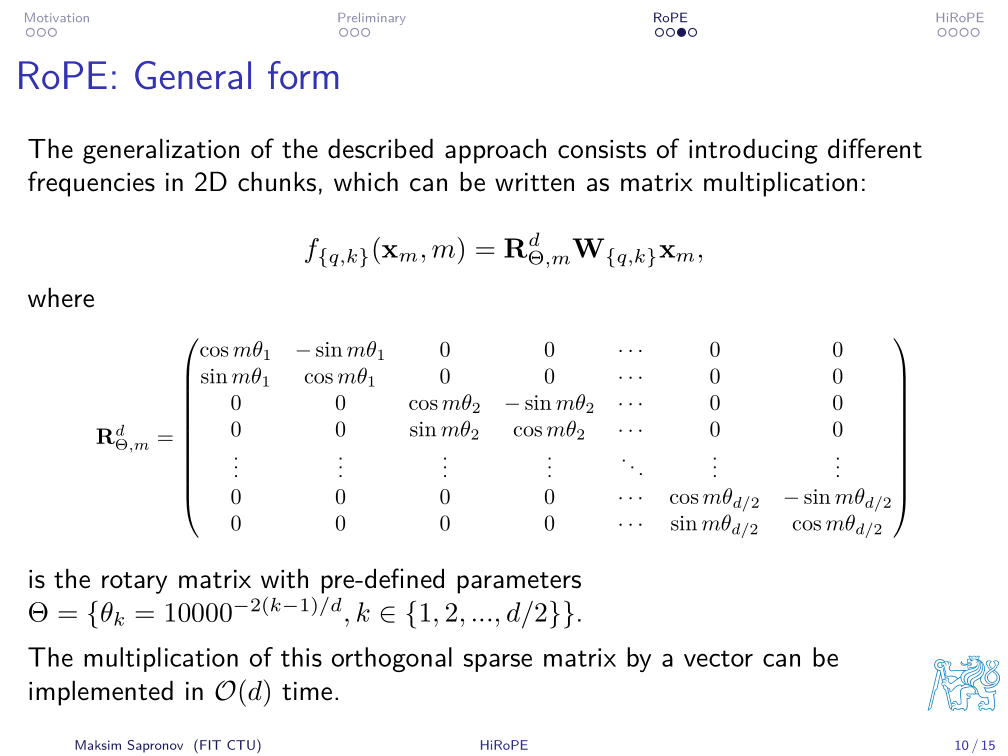 Motivation Preliminary RoPE HiRoPE
RoPE: General form
The generalization of the described approach consists of introducing different
frequencies in 2D chunks, which can be written as matrix multiplication:
f_{\{q,k\}}(\mathbf{x}_m, m) = \mathbf{R}^d_{\Theta,m} \mathbf{W}_{\{q,k\}} \mathbf{x}_m,
where
\mathbf{R}^d_{\Theta,m} = \begin{pmatrix} \cos m\theta_1 & -\sin m\theta_1 & 0 & 0 & \cdots & 0 & 0 \\
\sin m\theta_1 & \cos m\theta_1 & 0 & 0 & \cdots & 0 & 0 \\
0 & 0 & \cos m\theta_2 & -\sin m\theta_2 & \cdots & 0 & 0 \\
0 & 0 & \sin m\theta_2 & \cos m\theta_2 & \cdots & 0 & 0 \\
\vdots & \vdots & \vdots & \vdots & \ddots & \vdots & \vdots \\
0 & 0 & 0 & 0 & \cdots & \cos m\theta_{d/2} & -\sin m\theta_{d/2} \\
0 & 0 & 0 & 0 & \cdots & \sin m\theta_{d/2} & \cos m\theta_{d/2} \end{pmatrix}
is the rotary matrix with pre-defined parameters
\Theta = \{\theta_k = 10000^{-2(k-1)/d}, k \in \{1, 2, ..., d/2\}\}.
The multiplication of this orthogonal sparse matrix by a vector can be
implemented in \mathcal{O}(d) time.
Maksim Sapronov (FIT CTU) HiRoPE 10 / 15